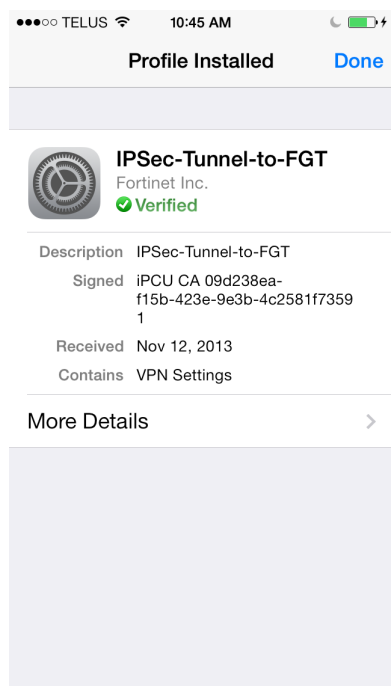 TELUS 10:45 AM
Profile Installed Done
IPSec-Tunnel-to-FGT
Fortinet Inc.
Verified
Description IPSec-Tunnel-to-FGT
Signed iPCU CA 09d238ea-
f15b-423e-9e3b-4c2581f7359
1
Received Nov 12, 2013
Contains VPN Settings
More Details